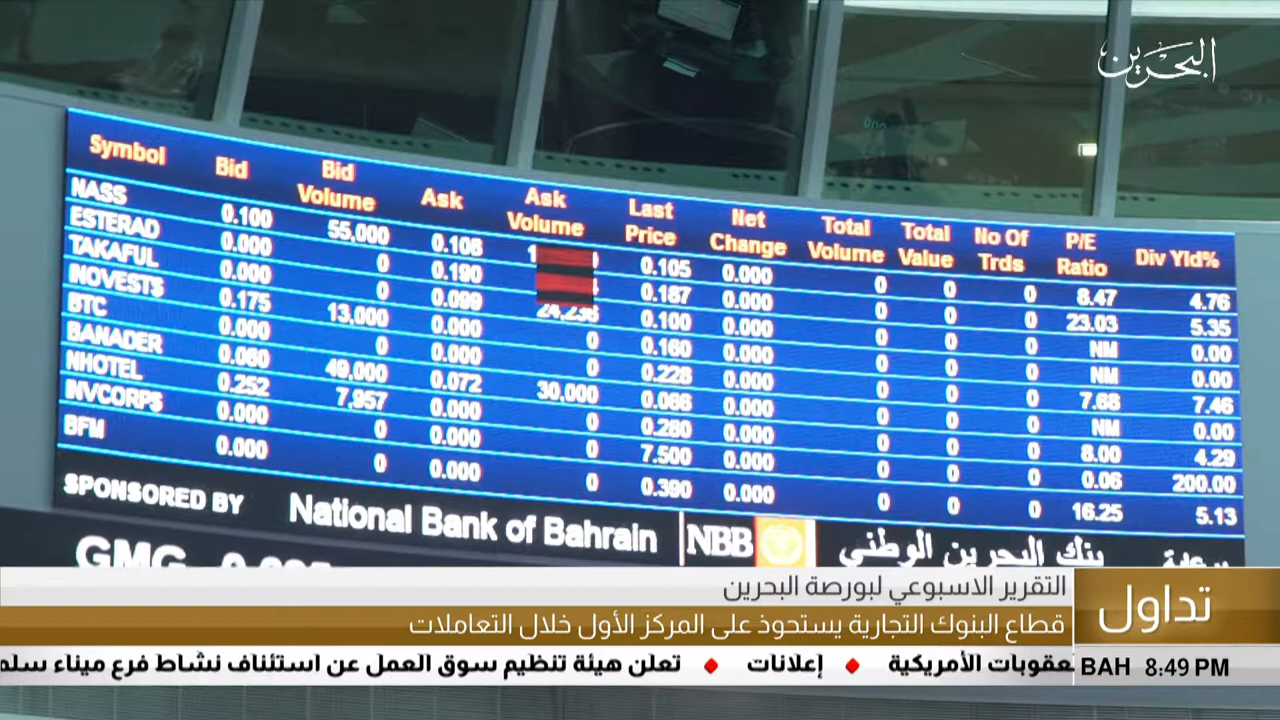 البحرين
Symbol Bid Bid Volume Ask Ask Volume Last Price Net Change Total Volume Total Value No Of Trds P/E Ratio Div Yld%
NASS 0.100 55,000 0.106 0.105 0.000 0 0 0 8.47 4.76
ESTERAD 0.000 0 0.190 0.187 0.000 0 0 0 23.03 5.35
TAKAFUL 0.000 0 0.099 0.100 0.000 0 0 0 NM 0.00
INOVEST$ 0.175 13,000 0.000 0 0.160 0.000 0 0 0 NM 0.00
BTC 0.000 0 0.000 0 0.228 0.000 0 0 0 7.68 7.46
BANADER 0.060 49,000 0.072 30,000 0.066 0.000 0 0 0 NM 0.00
NHOTEL 0.252 7,957 0.000 0 0.280 0.000 0 0 0 8.00 4.29
INVCORP$ 0.000 0 0.000 0 7.500 0.000 0 0 0 0.06 200.00
BFM 0.000 0 0.000 0 0.390 0.000 0 0 0 16.25 5.13
SPONSORED BY National Bank of Bahrain NBB بنك البحرين الوطني برعاية
GMG
تداول
التقرير الاسبوعي لبورصة البحرين
قطاع البنوك التجارية يستحوذ على المركز الأول خلال التعاملات
لعقوبات الأمريكية ♦ إعلانات ♦ تعلن هيئة تنظيم سوق العمل عن استئناف نشاط فرع ميناء سلم
BAH 8:49 PM